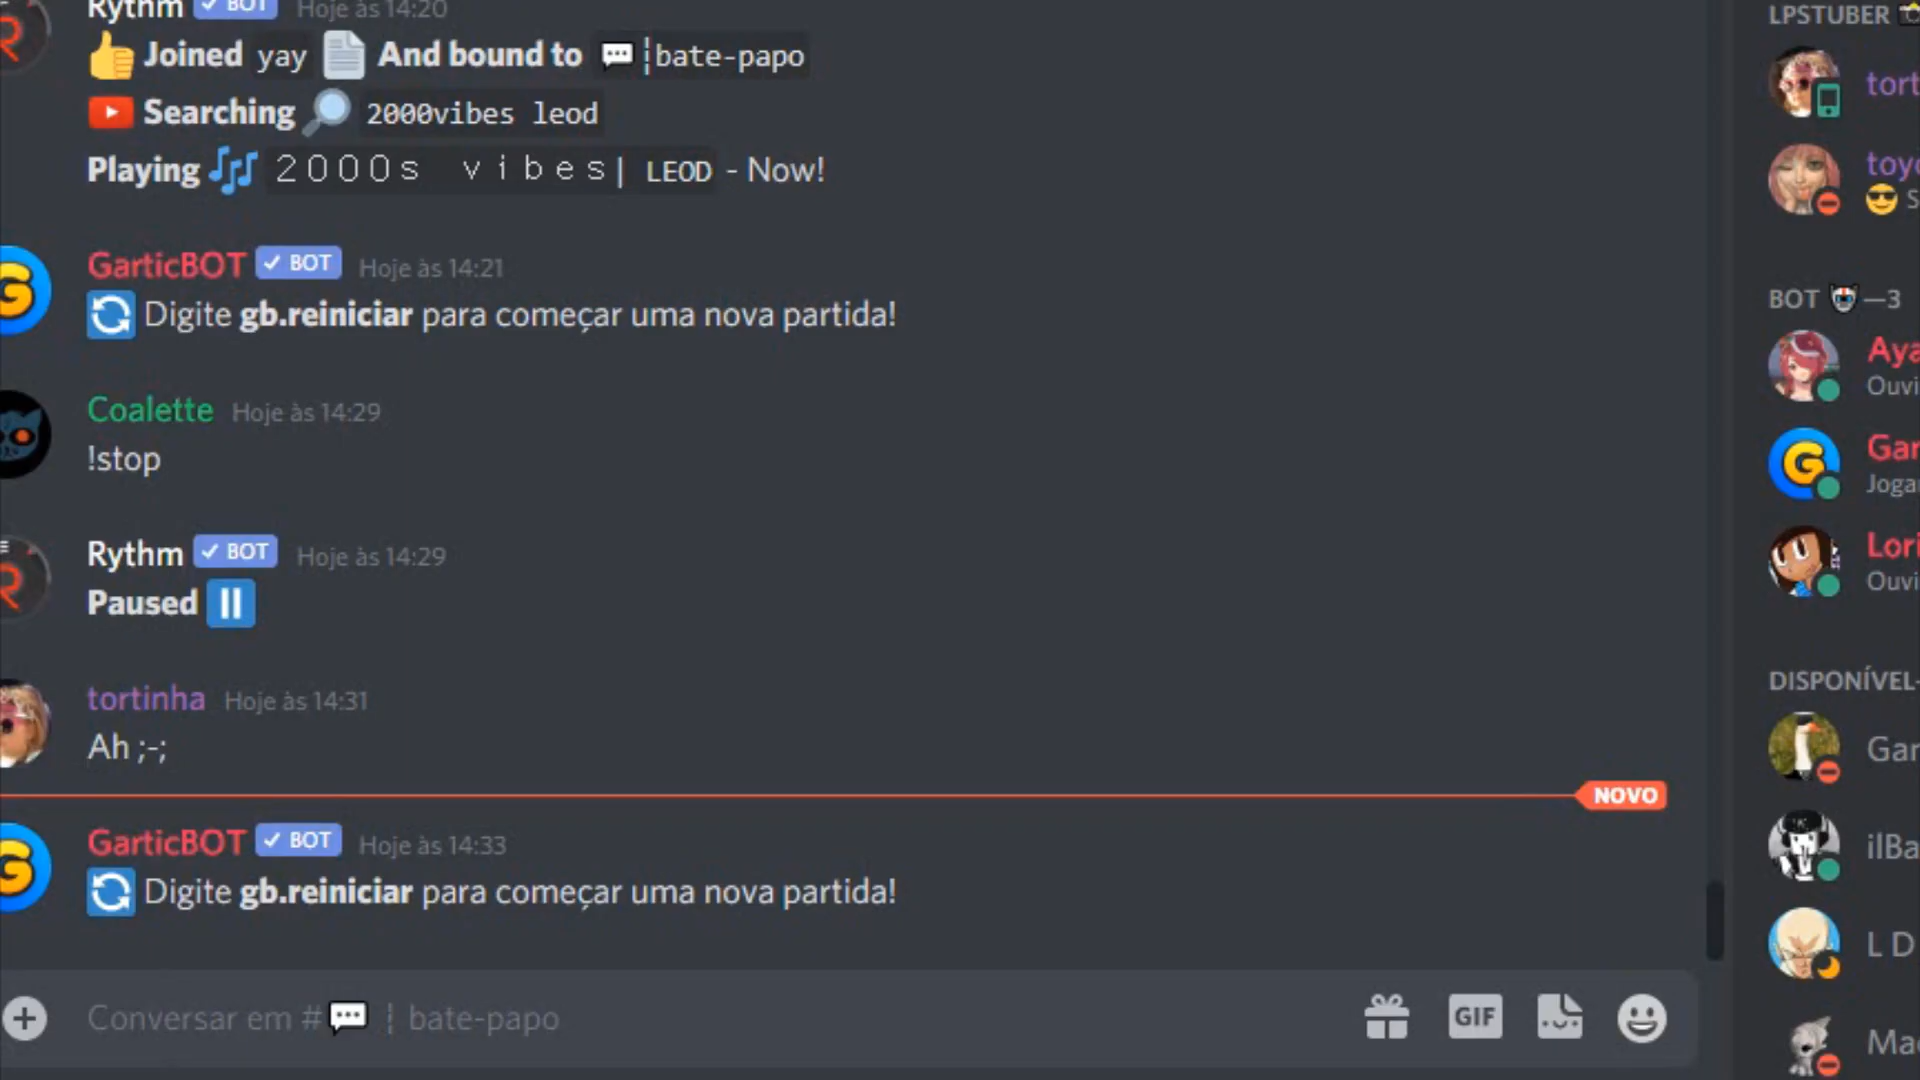 Rythm BOT Hoje às 14:20
Joined yay And bound to ¦bate-papo
Searching 2000vibes leod
Playing 2000s vibes| LEOD - Now!
GarticBOT BOT Hoje às 14:21
Digite gb.reiniciar para começar uma nova partida!
Coalette Hoje às 14:29
!stop
Rythm BOT Hoje às 14:29
Paused
tortinha Hoje às 14:31
Ah ;-;
NOVO
GarticBOT BOT Hoje às 14:33
Digite gb.reiniciar para começar uma nova partida!
Conversar em # ¦ bate-papo
GIF
LPSTUBER
tort
toyo
S
BOT —3
Aya
Ouvi
Gar
Joga
Lori
Ouvi
DISPONÍVEL-
Gar
ilBa
L D
Mac